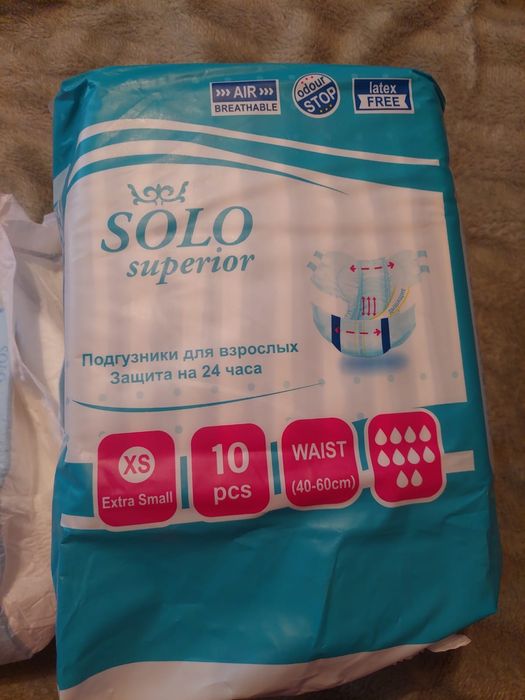 ››› AIR ›››
BREATHABLE
odour
STOP
latex
FREE
SOLO
superior
Подгузники для взрослых
Защита на 24 часа
XS
Extra Small
10
pcs
WAIST
(40-60cm)